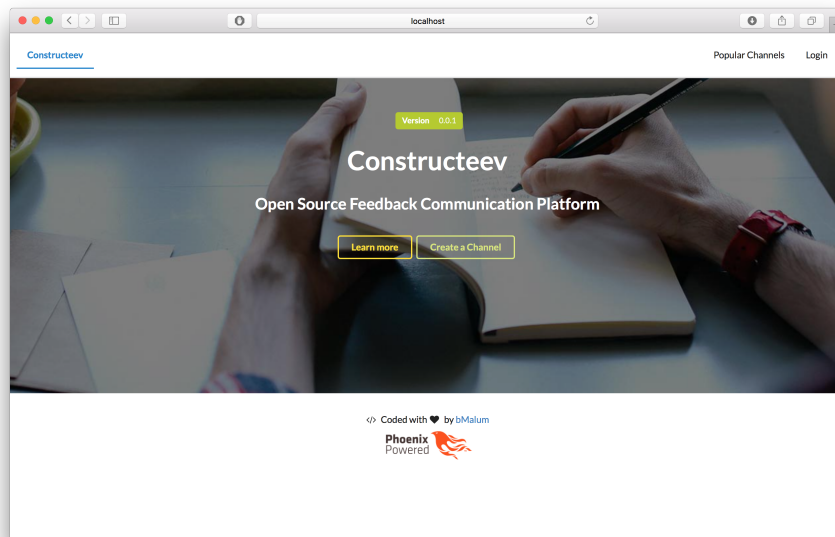 localhost
Constructeev
Popular Channels Login
Version 0.0.1
Constructeev
Open Source Feedback Communication Platform
Learn more Create a Channel
</> Coded with ♥ by bMalum
Phoenix
Powered